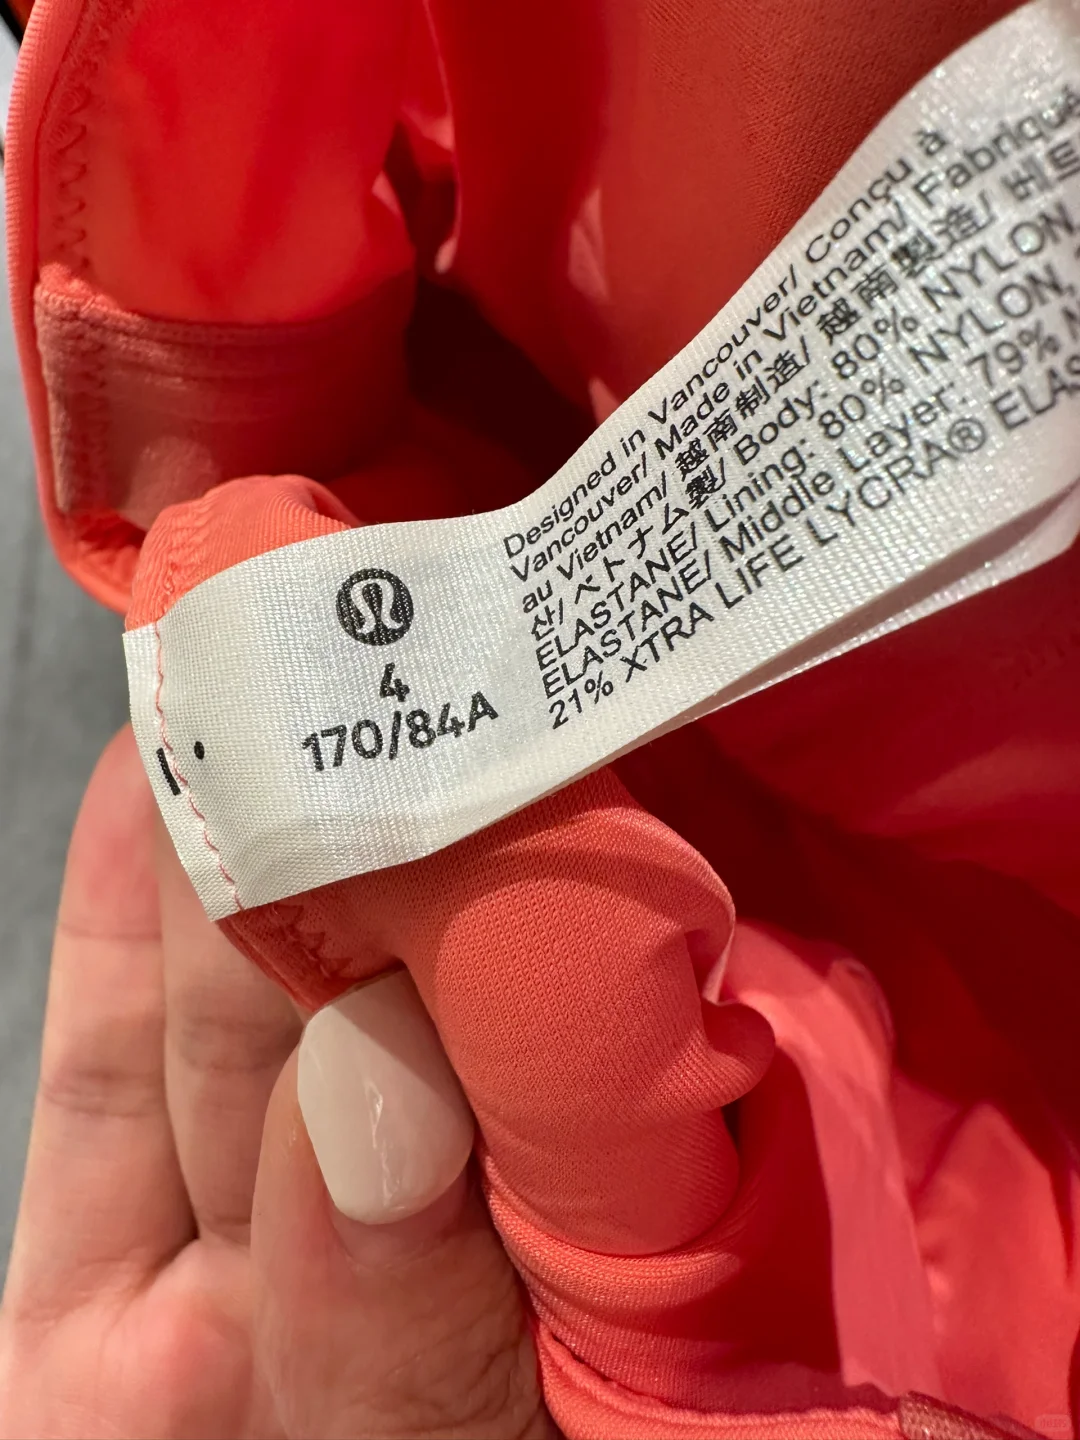 4
170/84A
Designed in Vancouver/ Conçu à
Vancouver/ Made in Vietnam/ Fabriqué
au Vietnam/ 越南制造/ 越南製造/ 베트
산/ ベトナム製/ Body: 80% NYLON,
ELASTANE/ Lining: 80% NYLON,
ELASTANE/ Middle Layer: 79%
21% XTRA LIFE LYCRA® ELAS